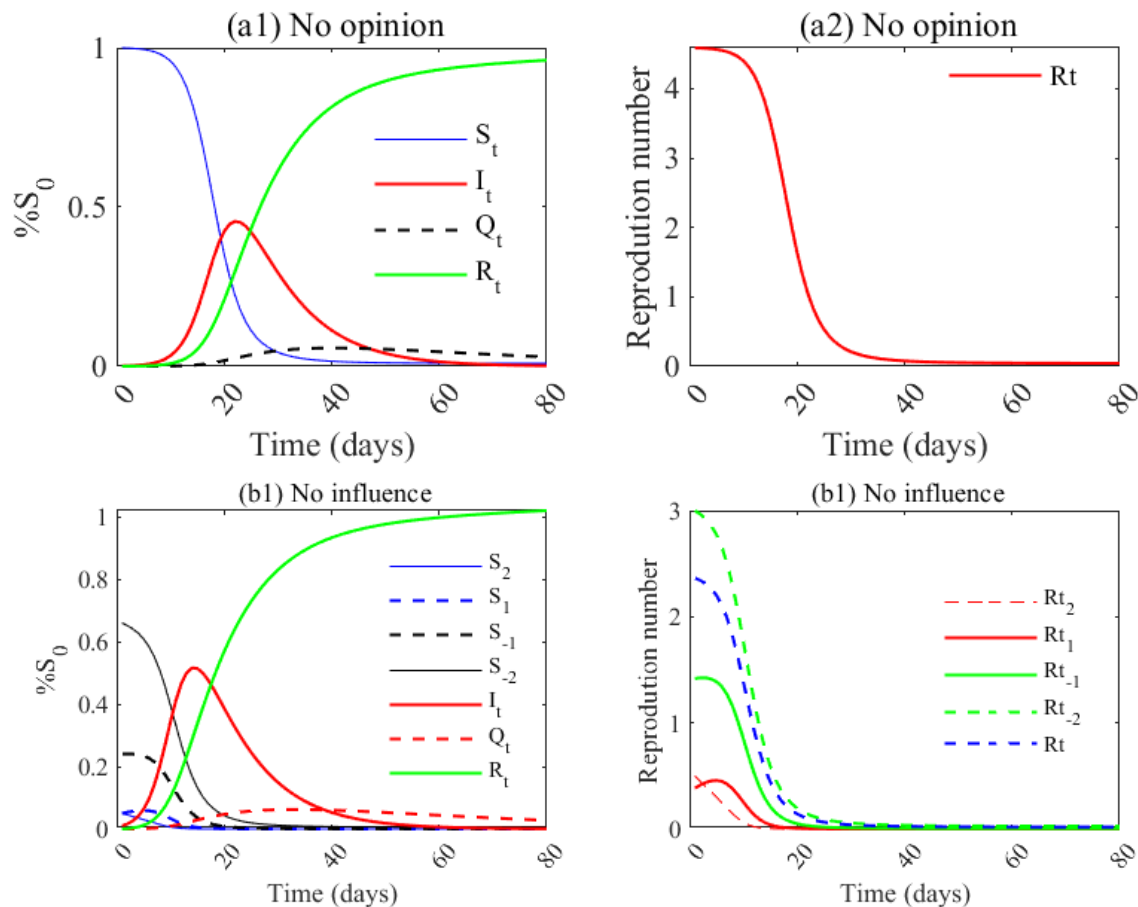 (a1) No opinion
1
0.5
0
%S_0
S_t
I_t
Q_t
R_t
0
20
40
60
80
Time (days)
(a2) No opinion
4
3
2
1
0
Reprodution number
Rt
0
20
40
60
80
Time (days)
(b1) No influence
1
0.8
0.6
0.4
0.2
0
%S_0
S_2
S_1
S_-1
S_-2
I_t
Q_t
R_t
0
20
40
60
80
Time (days)
(b1) No influence
3
2
1
0
Reprodution number
Rt_2
Rt_1
Rt_-1
Rt_-2
Rt
0
20
40
60
80
Time (days)